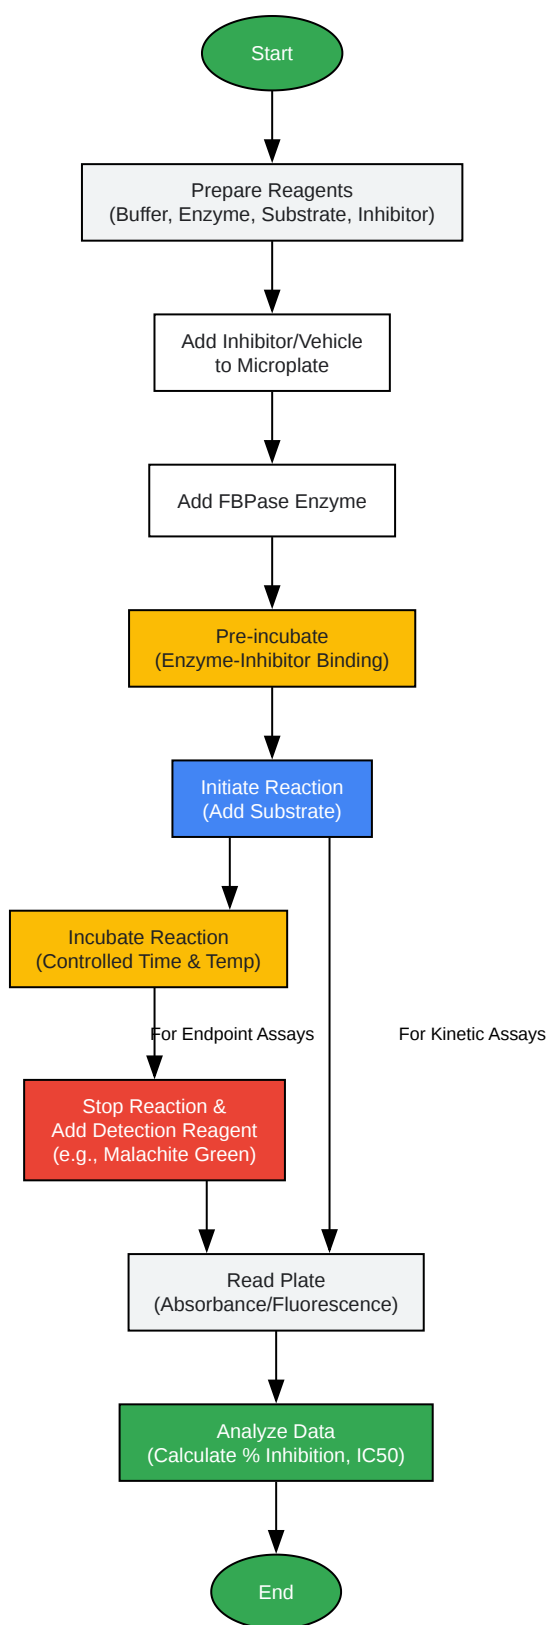 Start
Prepare Reagents
(Buffer, Enzyme, Substrate, Inhibitor)
Add Inhibitor/Vehicle
to Microplate
Add FBPase Enzyme
Pre-incubate
(Enzyme-Inhibitor Binding)
Initiate Reaction
(Add Substrate)
Incubate Reaction
(Controlled Time & Temp)
For Endpoint Assays
For Kinetic Assays
Stop Reaction &
Add Detection Reagent
(e.g., Malachite Green)
Read Plate
(Absorbance/Fluorescence)
Analyze Data
(Calculate % Inhibition, IC50)
End